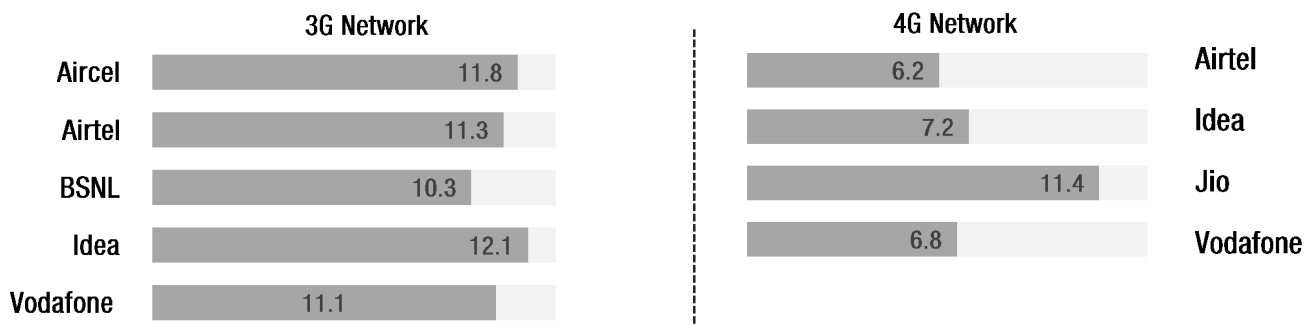 3G Network
Aircel 11.8
Airtel 11.3
BSNL 10.3
Idea 12.1
Vodafone 11.1
4G Network
6.2 Airtel
7.2 Idea
11.4 Jio
6.8 Vodafone